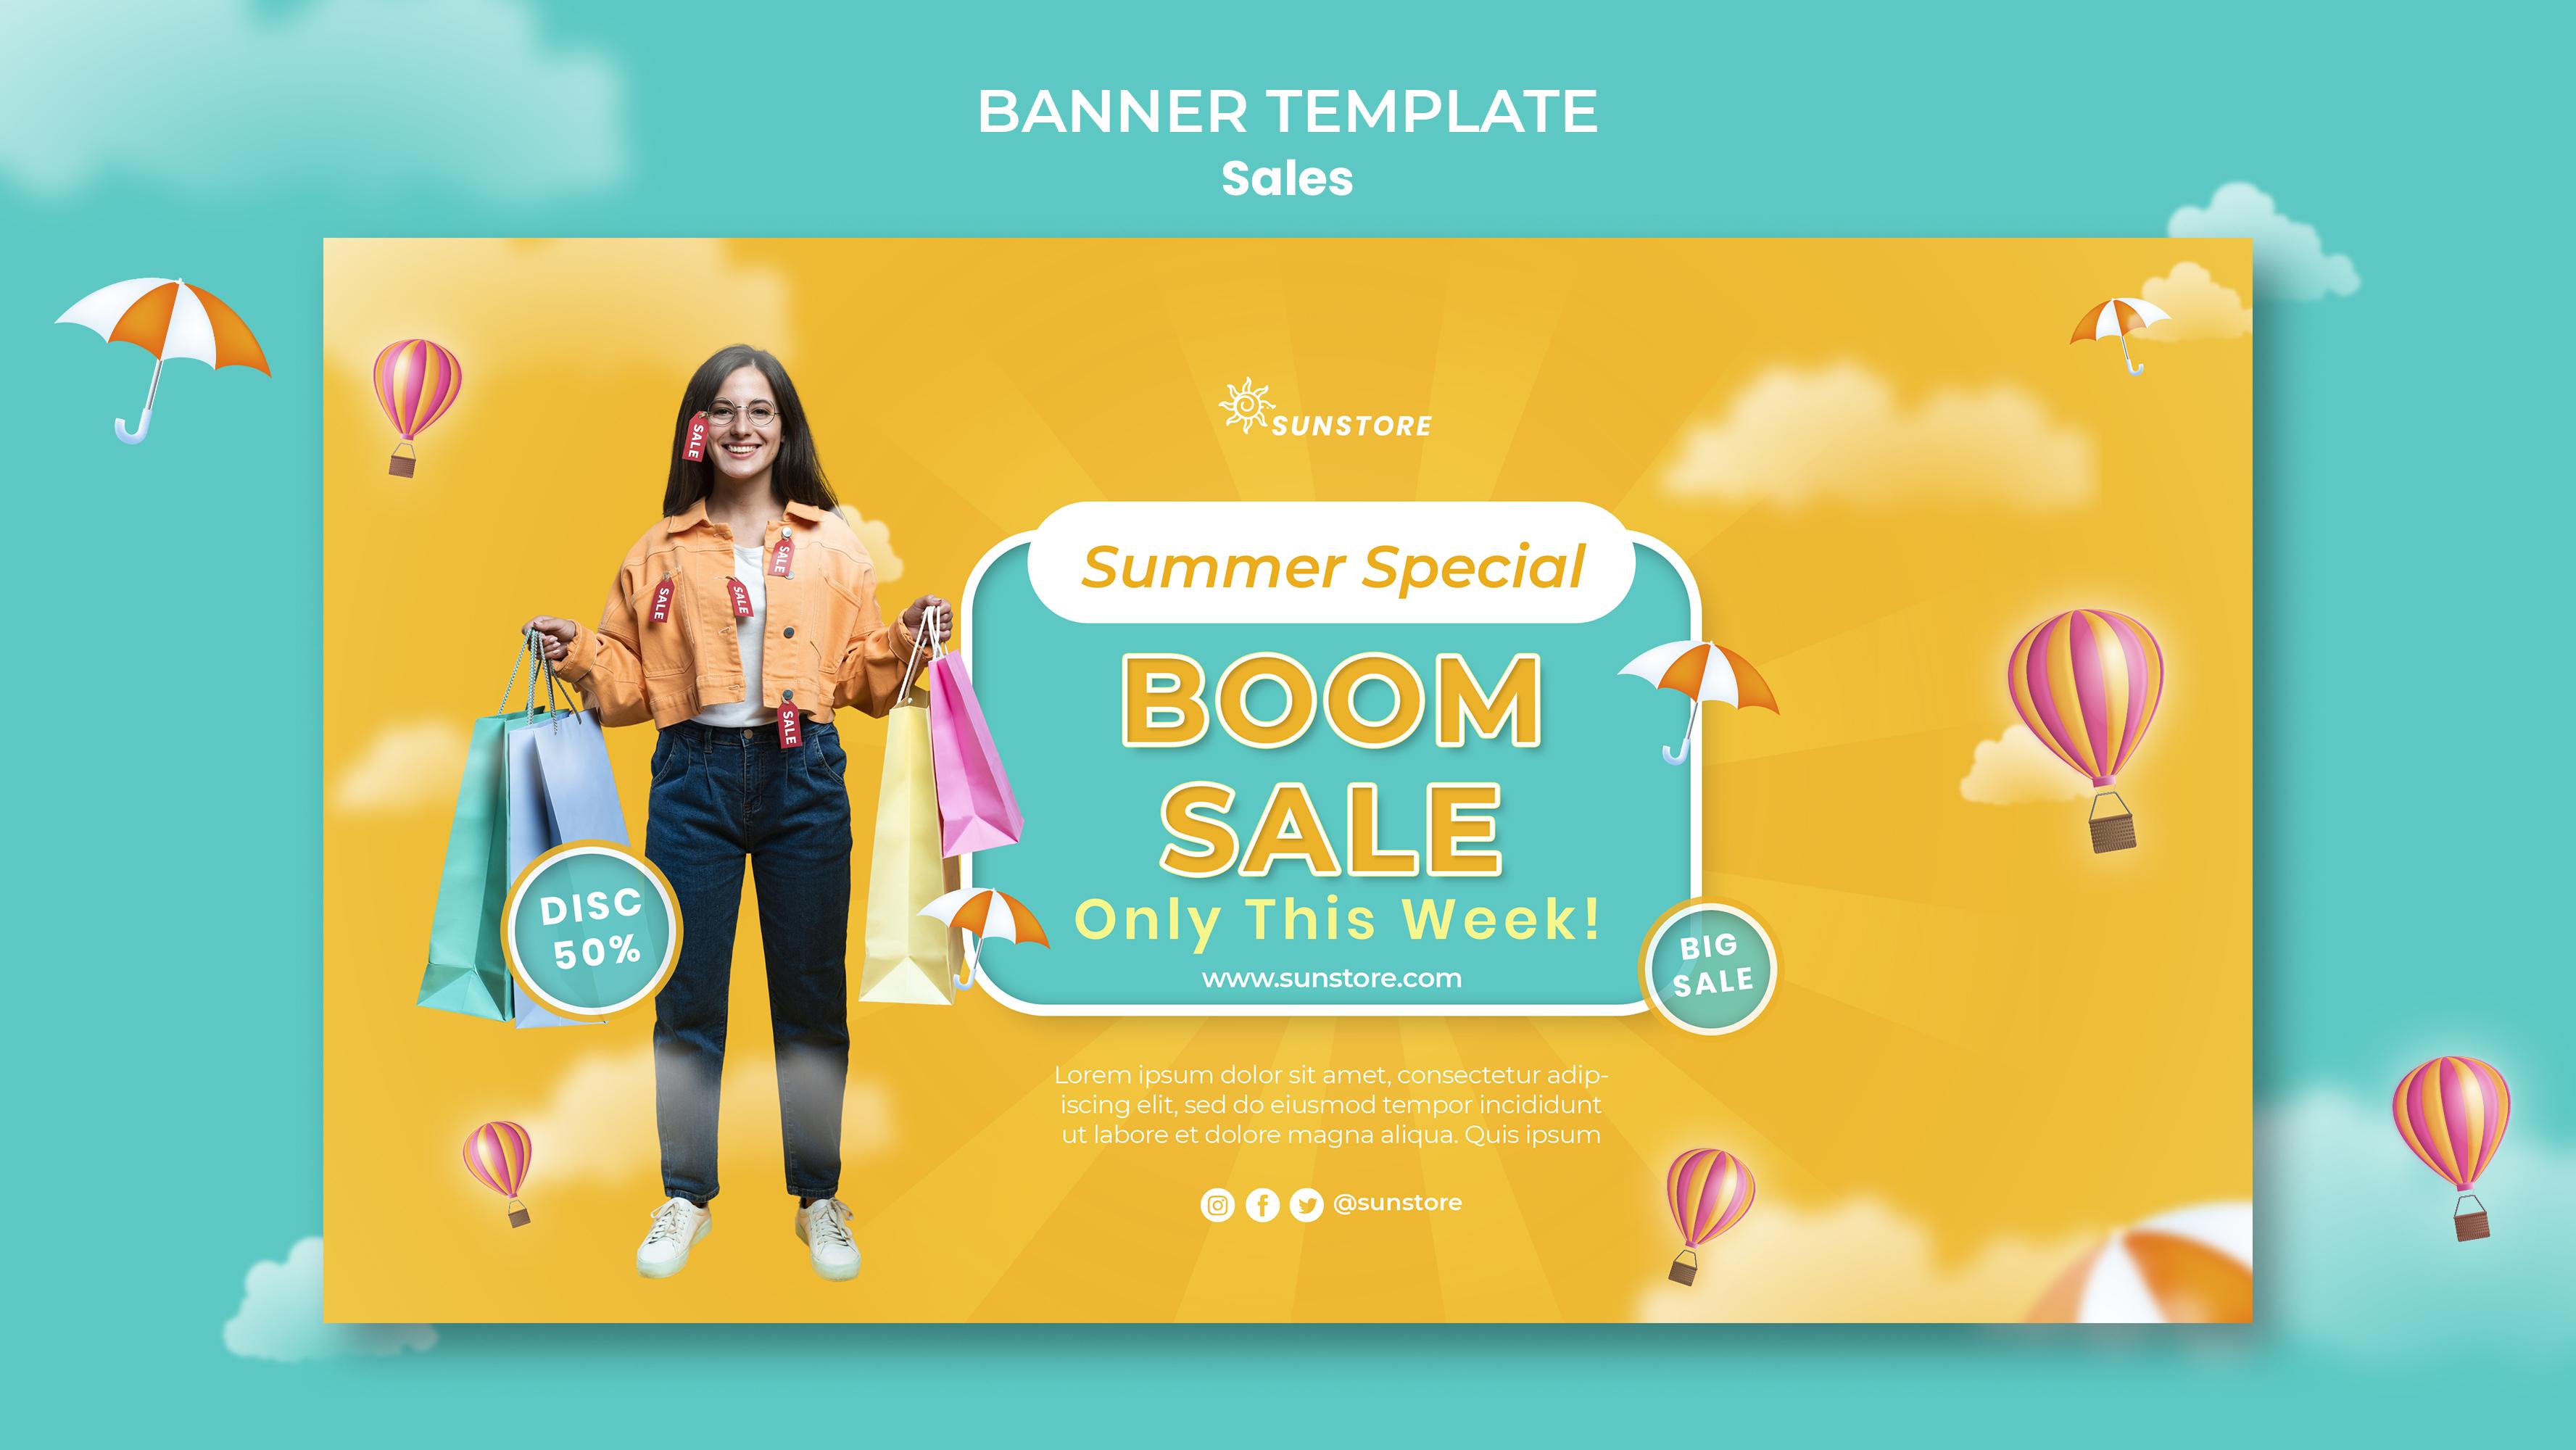 BANNER TEMPLATE
Sales
SUNSTORE
SALE
SALE
SALE
SALE
SALE
Summer Special
BOOM
SALE
Only This Week!
www.sunstore.com
DISC
50%
BIG
SALE
Lorem ipsum dolor sit amet, consectetur adip-
iscing elit, sed do eiusmod tempor incididunt
ut labore et dolore magna aliqua. Quis ipsum
@sunstore